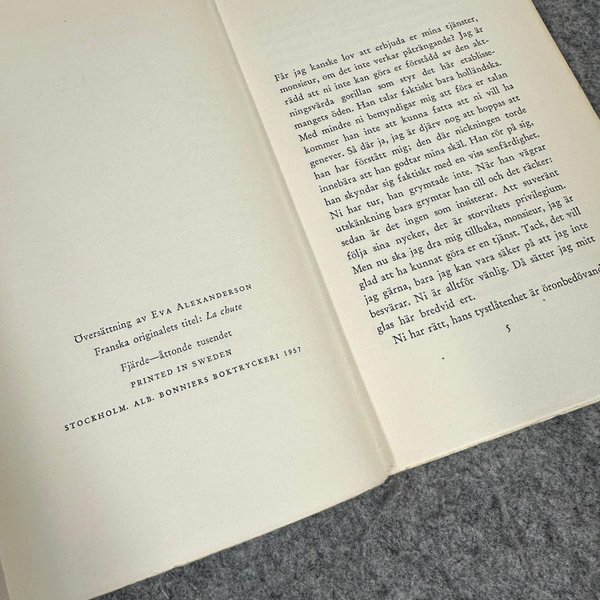 Översättning av Eva Alexanderson
Franska originalets titel: La chute
Fjärde—åttonde tusendet
PRINTED IN SWEDEN
STOCKHOLM. ALB. BONNIERS BOKTRYCKERI 1957
Får jag kanske lov att erbjuda er mina tjänster,
monsieur, om det inte verkar påträngande? Jag är
rädd att ni inte kan göra er förstådd av den akt-
ningsvärda gorillan som styr det här etablisse-
mangets öden. Han talar faktiskt bara holländska.
Med mindre ni bemyndigar mig att föra er talan
kommer han inte att kunna fatta att ni vill ha
genever. Så där ja, jag är djärv nog att hoppas att
han har förstått mig; den där nickningen torde
innebära att han godtar mina skäl. Han rör på sig,
han skyndar sig faktiskt med en viss senfärdighet.
Ni har tur, han grymtade inte. När han vägrar
utskänkning bara grymtar han till och det räcker:
sedan är det ingen som insisterar. Att suveränt
följa sina nycker, det är storviltets privilegium.
Men nu ska jag dra mig tillbaka, monsieur, jag är
glad att ha kunnat göra er en tjänst. Tack, det vill
jag gärna, bara jag kan vara säker på att jag inte
besvärar. Ni är alltför vänlig. Då sätter jag mitt
glas här bredvid ert.
Ni har rätt, hans tystlåtenhet är öronbedövand
5